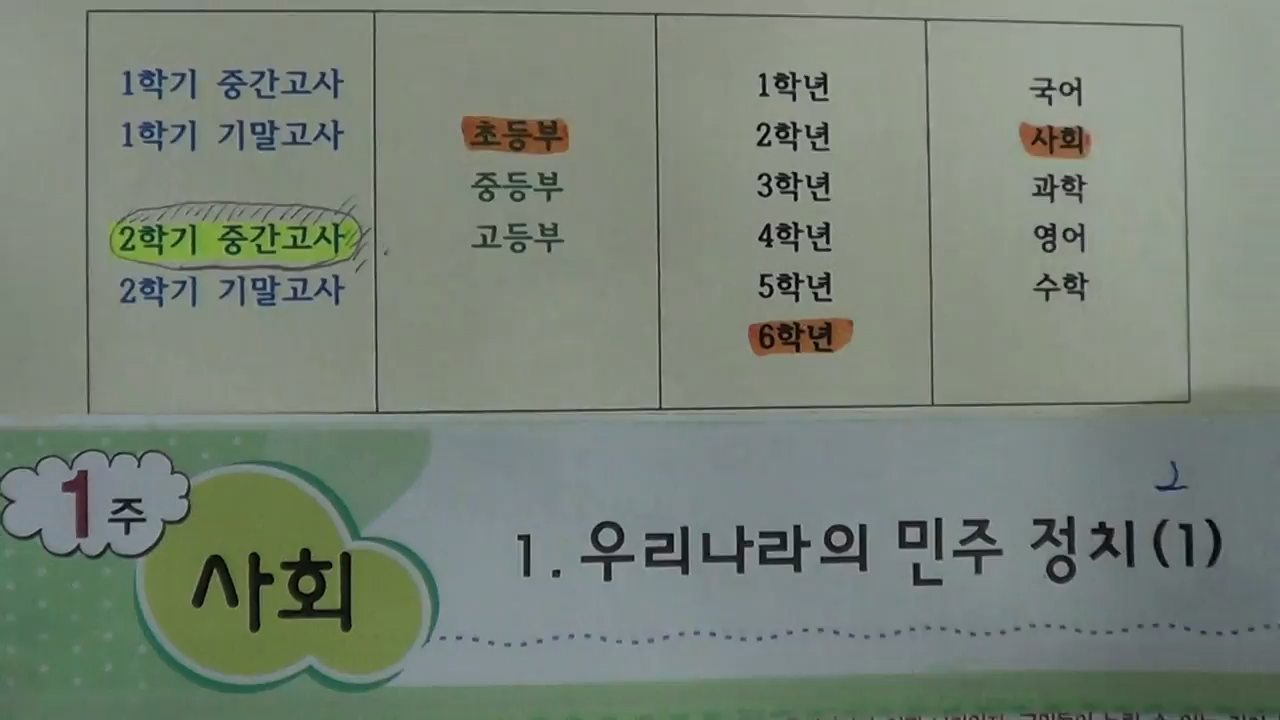 1학기 중간고사
1학기 기말고사
2학기 중간고사
2학기 기말고사
초등부
중등부
고등부
1학년
2학년
3학년
4학년
5학년
6학년
국어
사회
과학
영어
수학
1주
사회
2
1. 우리나라의 민주 정치(1)